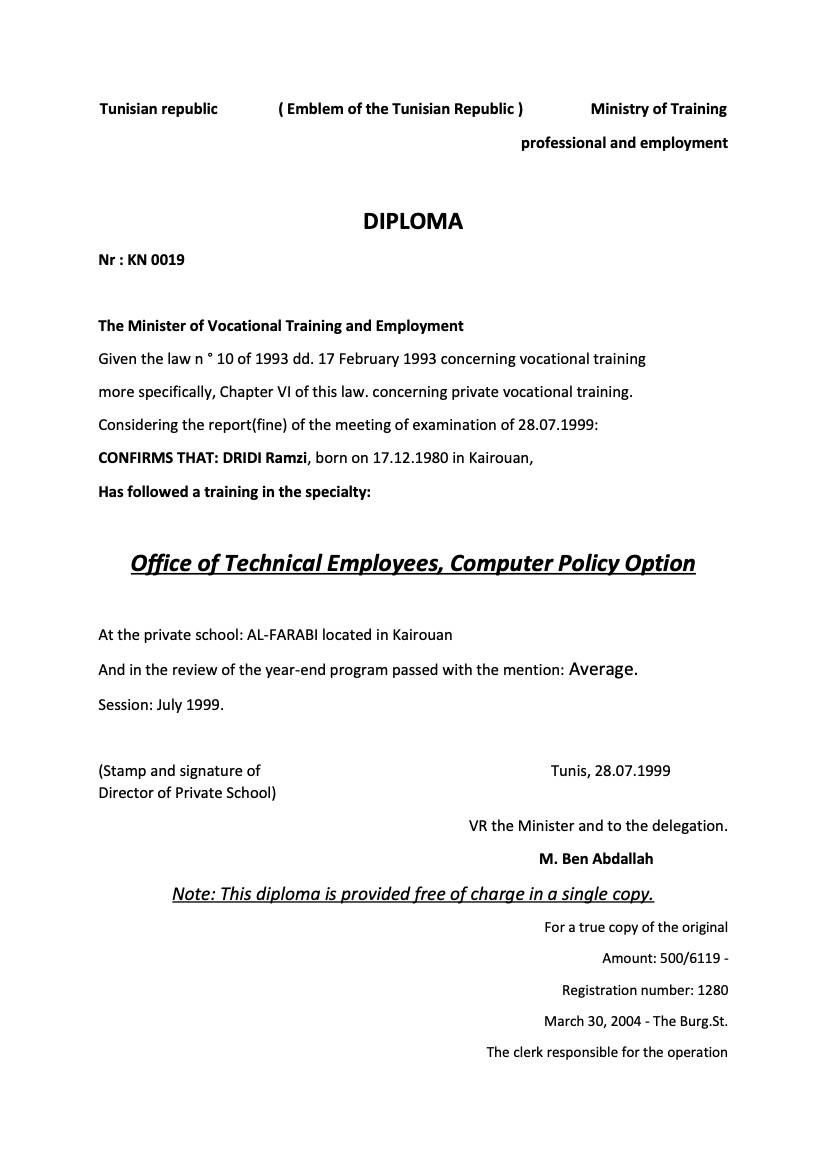 Tunisian republic ( Emblem of the Tunisian Republic ) Ministry of Training
professional and employment
DIPLOMA
Nr : KN 0019
The Minister of Vocational Training and Employment
Given the law n ° 10 of 1993 dd. 17 February 1993 concerning vocational training
more specifically, Chapter VI of this law. concerning private vocational training.
Considering the report(fine) of the meeting of examination of 28.07.1999:
CONFIRMS THAT: DRIDI Ramzi, born on 17.12.1980 in Kairouan,
Has followed a training in the specialty:
Office of Technical Employees, Computer Policy Option
At the private school: AL-FARABI located in Kairouan
And in the review of the year-end program passed with the mention: Average.
Session: July 1999.
(Stamp and signature of Tunis, 28.07.1999
Director of Private School)
VR the Minister and to the delegation.
M. Ben Abdallah
Note: This diploma is provided free of charge in a single copy.
For a true copy of the original
Amount: 500/6119 -
Registration number: 1280
March 30, 2004 - The Burg.St.
The clerk responsible for the operation